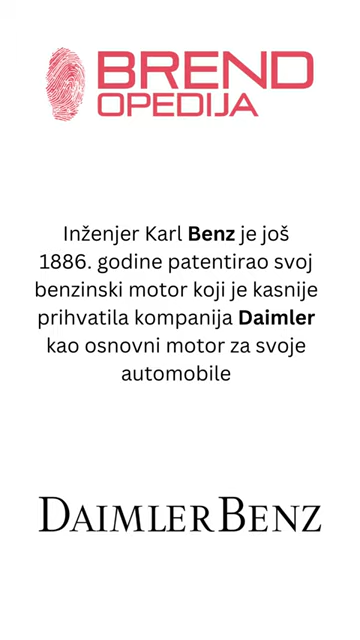 BREND
OPEDIJA
Inženjer Karl Benz je još
1886. godine patentirao svoj
benzinski motor koji je kasnije
prihvatila kompanija Daimler
kao osnovni motor za svoje
automobile
DAIMLERBENZ